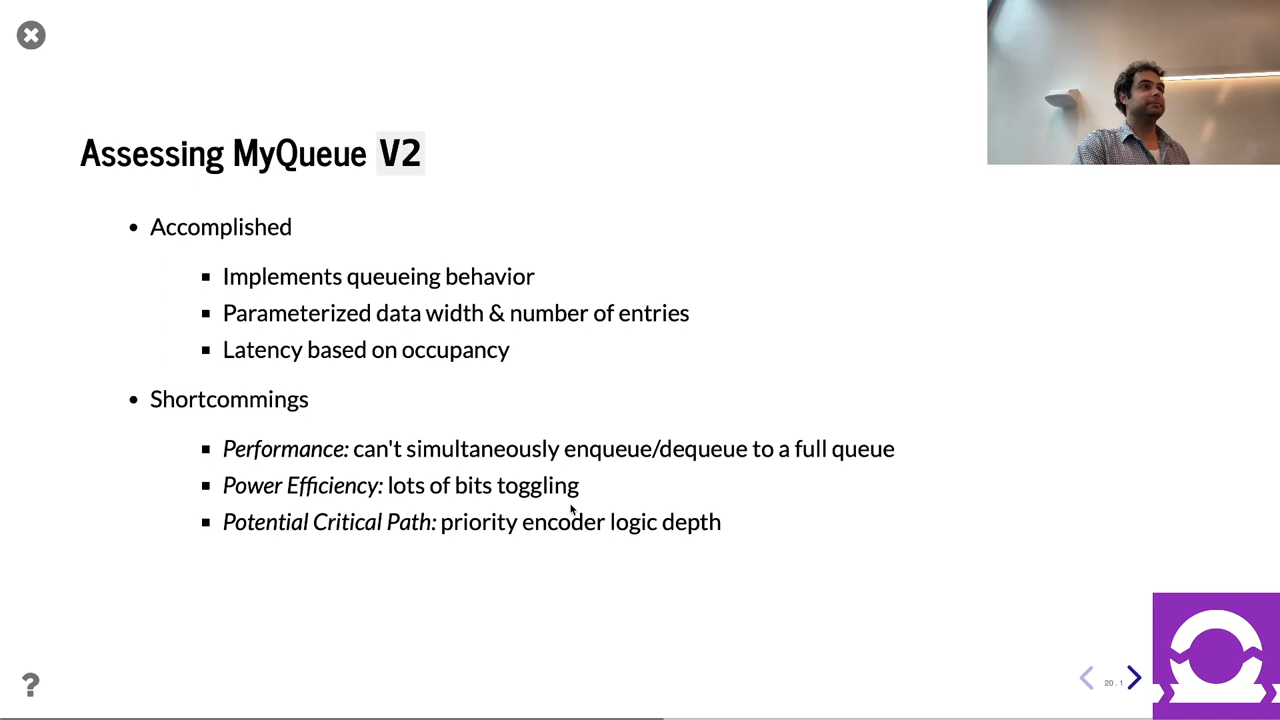 Assessing MyQueue V2
• Accomplished
▪ Implements queueing behavior
▪ Parameterized data width & number of entries
▪ Latency based on occupancy
• Shortcommings
▪ Performance: can't simultaneously enqueue/dequeue to a full queue
▪ Power Efficiency: lots of bits toggling
▪ Potential Critical Path: priority encoder logic depth
?
20 . 1